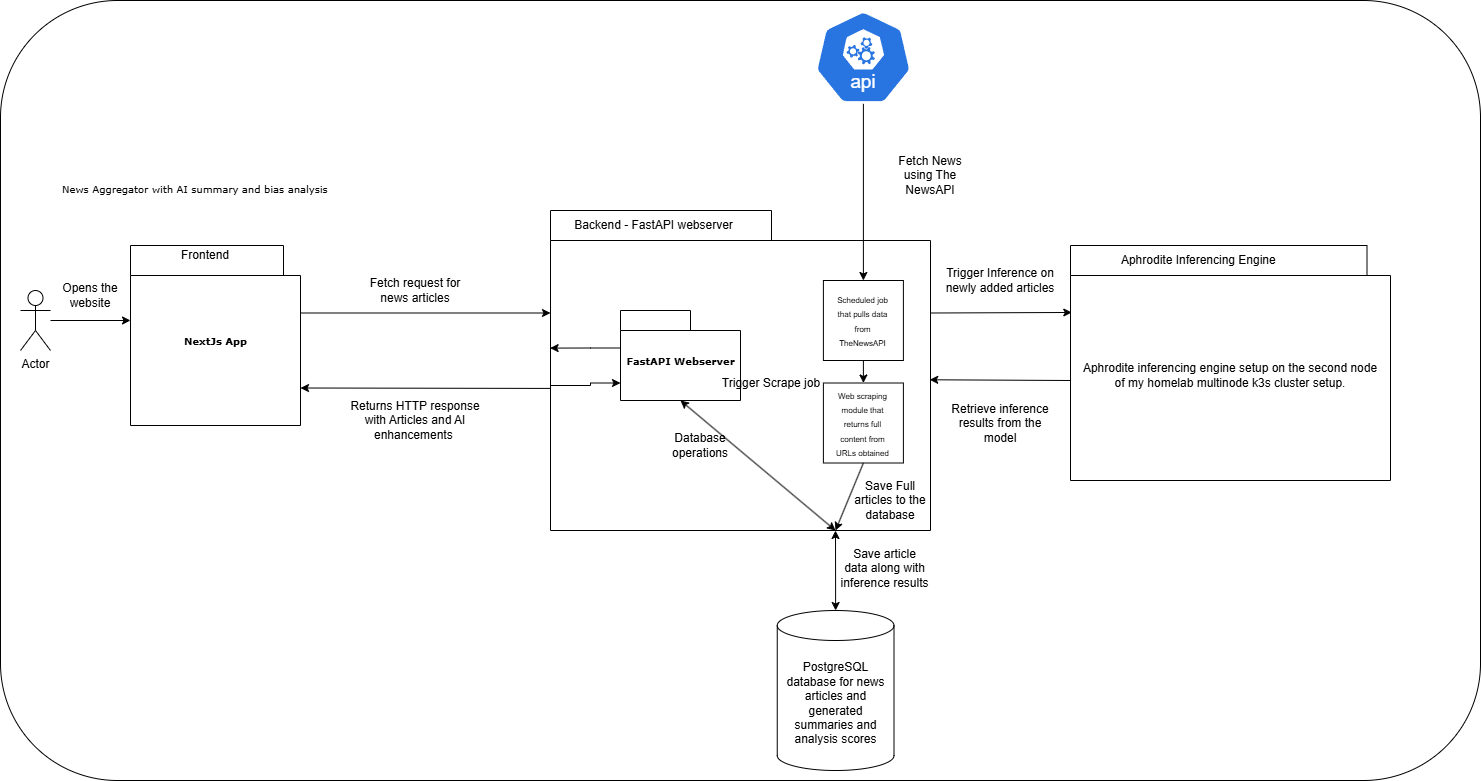 api
Fetch News
using The
NewsAPI
News Aggregator with AI summary and bias analysis
Backend - FastAPI webserver
Frontend
Aphrodite Inferencing Engine
Opens the
website
Actor
NextJs App
Fetch request for
news articles
Returns HTTP response
with Articles and AI
enhancements
FastAPI Webserver
Scheduled job
that pulls data
from
TheNewsAPI
Trigger Scrape job
Web scraping
module that
returns full
content from
URLs obtained
Database
operations
Save Full
articles to the
database
Trigger Inference on
newly added articles
Retrieve inference
results from the
model
Aphrodite inferencing engine setup on the second node
of my homelab multinode k3s cluster setup.
Save article
data along with
inference results
PostgreSQL
database for news
articles and
generated
summaries and
analysis scores